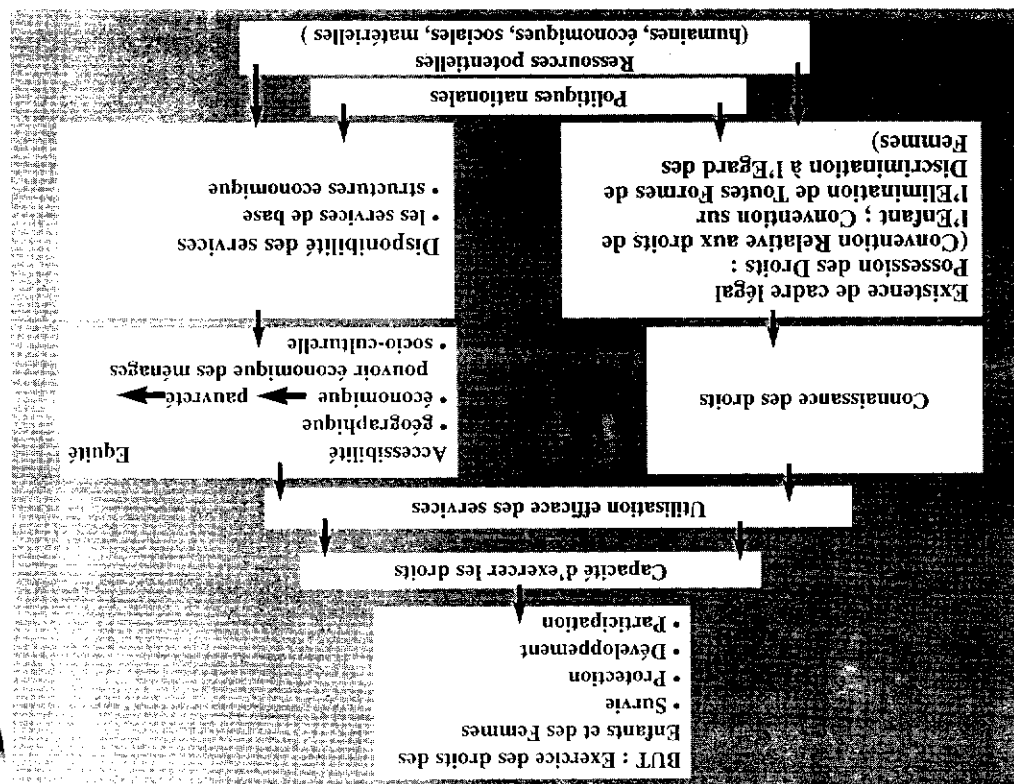 BUT : Exercice des droits des
Enfants et des Femmes
• Survie
• Protection
• Développement
• Participation
Capacité d'exercer les droits
Utilisation efficace des services
Connaissance des droits
Accessibilité Equité
• géographique
• économique pauvreté
pouvoir économique des ménages
• socio-culturelle
Existence de cadre légal
Possession des Droits :
(Convention Relative aux droits de
l'Enfant ; Convention sur
l'Elimination de Toutes Formes de
Discrimination à l'Egard des
Femmes)
Disponibilité des services
• les services de base
• structures économique
Politiques nationales
Ressources potentielles
(humaines, économiques, sociales, matérielles )